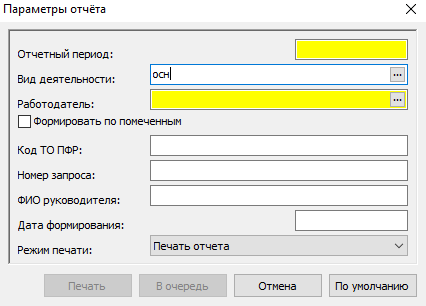 Параметры отчёта
Отчетный период:
Вид деятельности: осн ...
Работодатель: ...
Формировать по помеченным
Код ТО ПФР:
Номер запроса:
ФИО руководителя:
Дата формирования:
Режим печати: Печать отчета
Печать В очередь Отмена По умолчанию